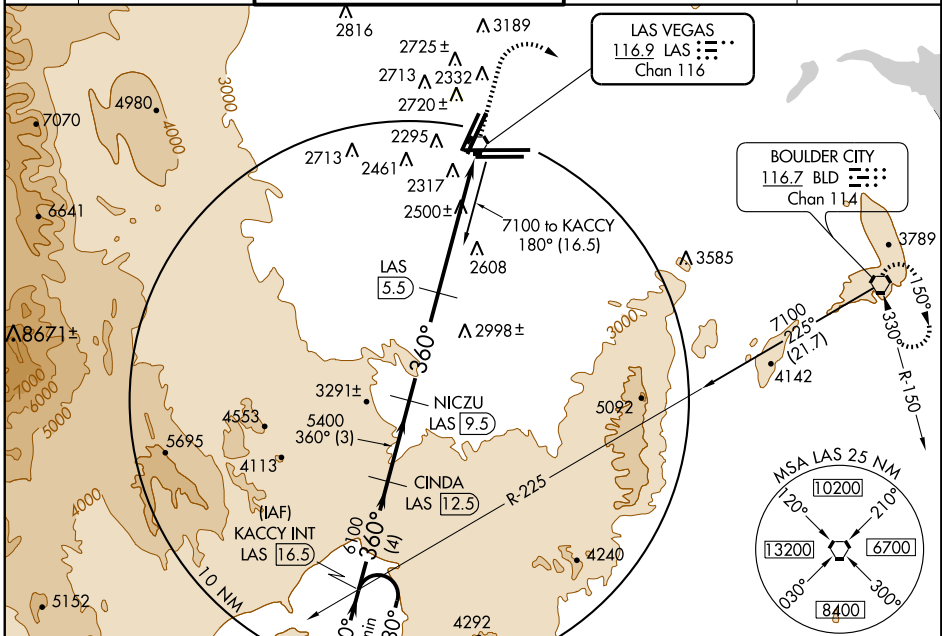 2816
3189
2725±
2713
2332
2720±
LAS VEGAS
116.9 LAS
Chan 116
3000
4980
4000
7070
2295
2713
2461
2317
2500±
BOULDER CITY
116.7 BLD
Chan 114
6641
7100 to KACCY
180° (16.5)
2608
3585
3789
LAS
5.5
150°
8671±
2998±
3000
7100
225°
(21.7)
330°
4142
360°
7000
6000
5000
3291±
NICZU
LAS 9.5
5092
R-150
4553
5400
360° (3)
5695
4113
CINDA
LAS 12.5
R-225
MSA LAS 25 NM
10200
120°
210°
13200
6700
030°
300°
8400
4000
(IAF)
KACCY INT
LAS 16.5
6100
360°
(4)
4240
10 NM
5152
4292